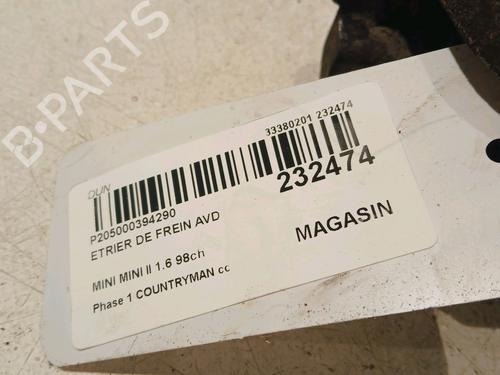 B-PARTS
DUN
33380201 232474
232474
P205000394290
ETRIER DE FREIN AVD
MAGASIN
MINI MINI II 1.6 98ch
Phase 1 COUNTRYMAN cc